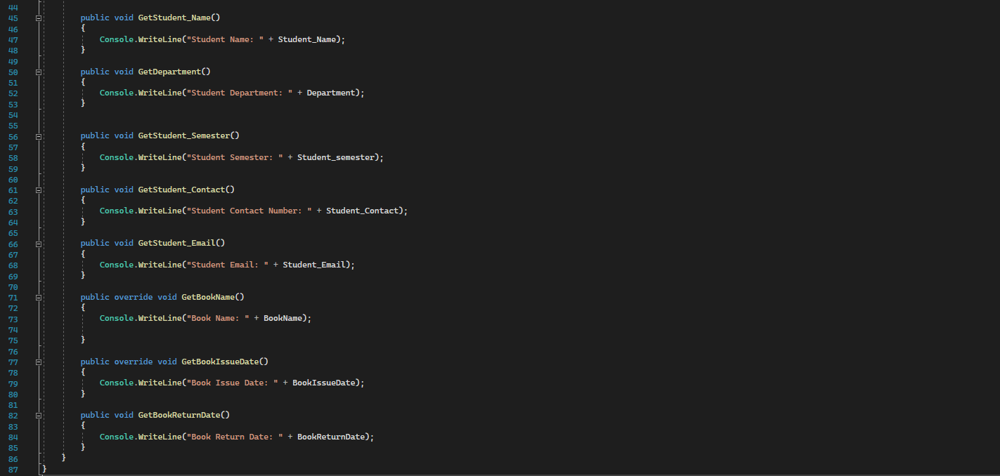 44
45 public void GetStudent_Name()
46 {
47 Console.WriteLine("Student Name: " + Student_Name);
48 }
49
50 public void GetDepartment()
51 {
52 Console.WriteLine("Student Department: " + Department);
53 }
54
55
56 public void GetStudent_Semester()
57 {
58 Console.WriteLine("Student Semester: " + Student_semester);
59 }
60
61 public void GetStudent_Contact()
62 {
63 Console.WriteLine("Student Contact Number: " + Student_Contact);
64 }
65
66 public void GetStudent_Email()
67 {
68 Console.WriteLine("Student Email: " + Student_Email);
69 }
70
71 public override void GetBookName()
72 {
73 Console.WriteLine("Book Name: " + BookName);
74
75 }
76
77 public override void GetBookIssueDate()
78 {
79 Console.WriteLine("Book Issue Date: " + BookIssueDate);
80 }
81
82 public void GetBookReturnDate()
83 {
84 Console.WriteLine("Book Return Date: " + BookReturnDate);
85 }
86 }
87 }